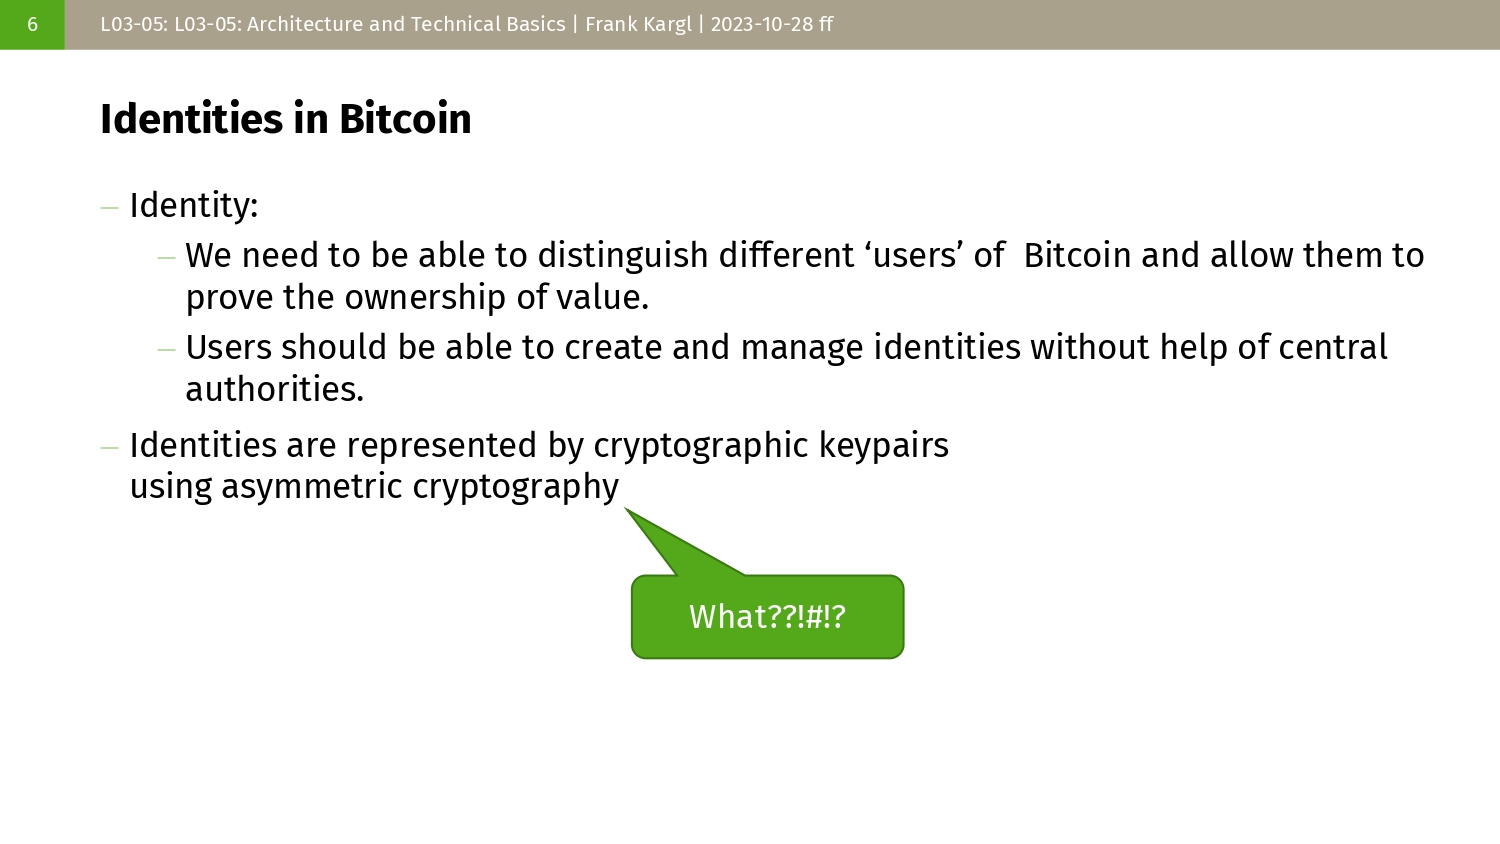 6
L03-05: L03-05: Architecture and Technical Basics | Frank Kargl | 2023-10-28 ff
Identities in Bitcoin
– Identity:
– We need to be able to distinguish different ‘users’ of  Bitcoin and allow them to
prove the ownership of value.
– Users should be able to create and manage identities without help of central
authorities.
– Identities are represented by cryptographic keypairs
using asymmetric cryptography
What??!#!?